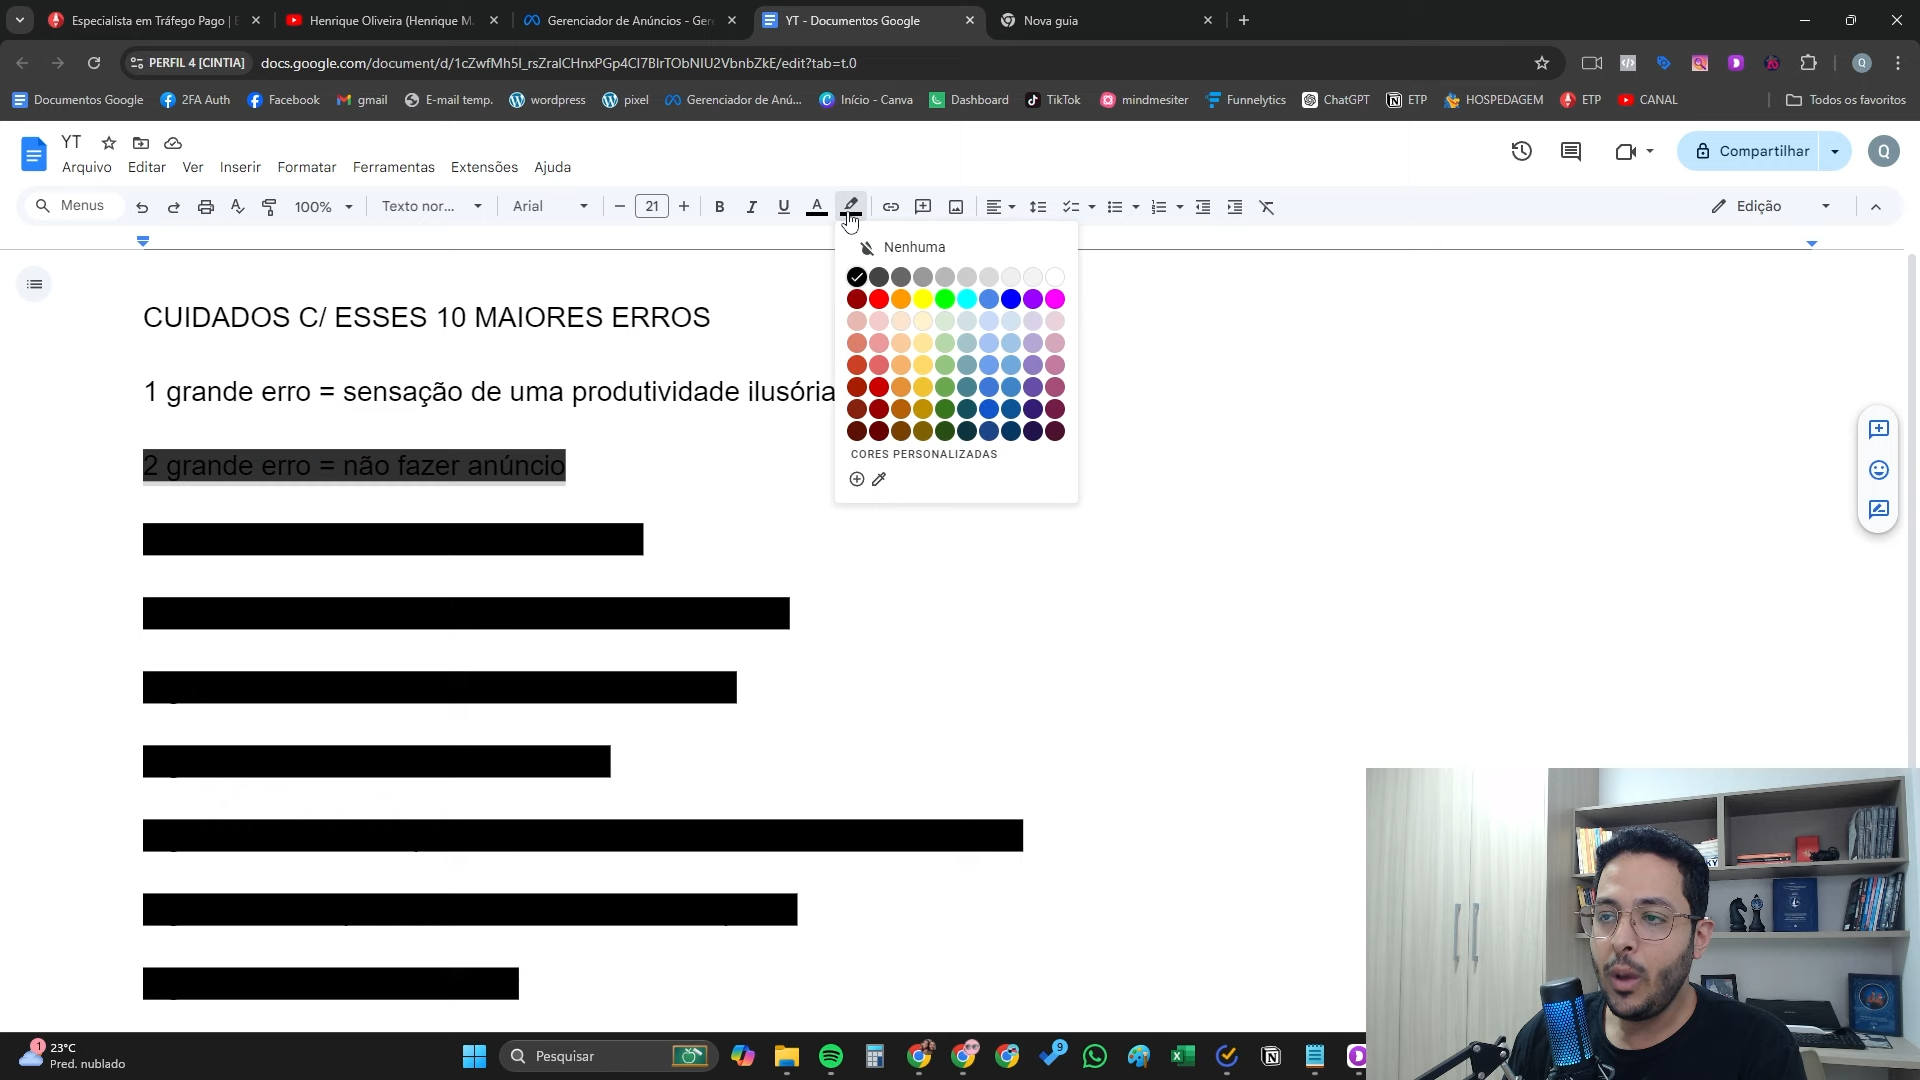 Especialista em Tráfego Pago |
Henrique Oliveira (Henrique M
Gerenciador de Anúncios - Ger
YT - Documentos Google
Nova guia
PERFIL 4 [CINTIA]
docs.google.com/document/d/1cZwfMh5l_rsZralCHnxPGp4Cl7BlrTObNIU2VbnbZkE/edit?tab=t.0
Documentos Google
2FA Auth
Facebook
gmail
E-mail temp.
wordpress
pixel
Gerenciador de Anú...
Início - Canva
Dashboard
TikTok
mindmesiter
Funnelytics
ChatGPT
ETP
HOSPEDAGEM
ETP
CANAL
Todos os favoritos
YT
Compartilhar
Q
Arquivo Editar Ver Inserir Formatar Ferramentas Extensões Ajuda
Menus
100%
Texto nor...
Arial
21
Edição
Nenhuma
CORES PERSONALIZADAS
CUIDADOS C/ ESSES 10 MAIORES ERROS
1 grande erro = sensação de uma produtividade ilusória
2 grande erro = não fazer anúncio
1
23°C
Pred. nublado
Pesquisar
9